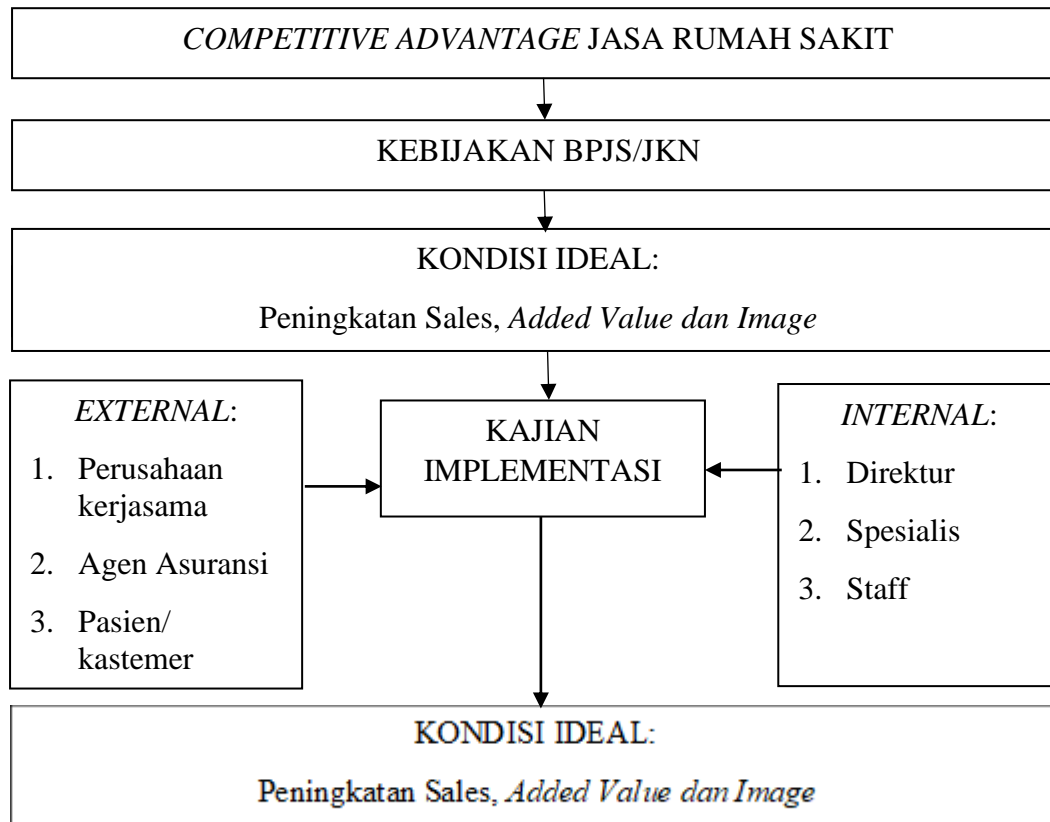 COMPETITIVE ADVANTAGE JASA RUMAH SAKIT
KEBIJAKAN BPJS/JKN
KONDISI IDEAL:
Peningkatan Sales, Added Value dan Image
EXTERNAL:
1. Perusahaan
kerjasama
2. Agen Asuransi
3. Pasien/
kastemer
KAJIAN
IMPLEMENTASI
INTERNAL:
1. Direktur
2. Spesialis
3. Staff
KONDISI IDEAL:
Peningkatan Sales, Added Value dan Image